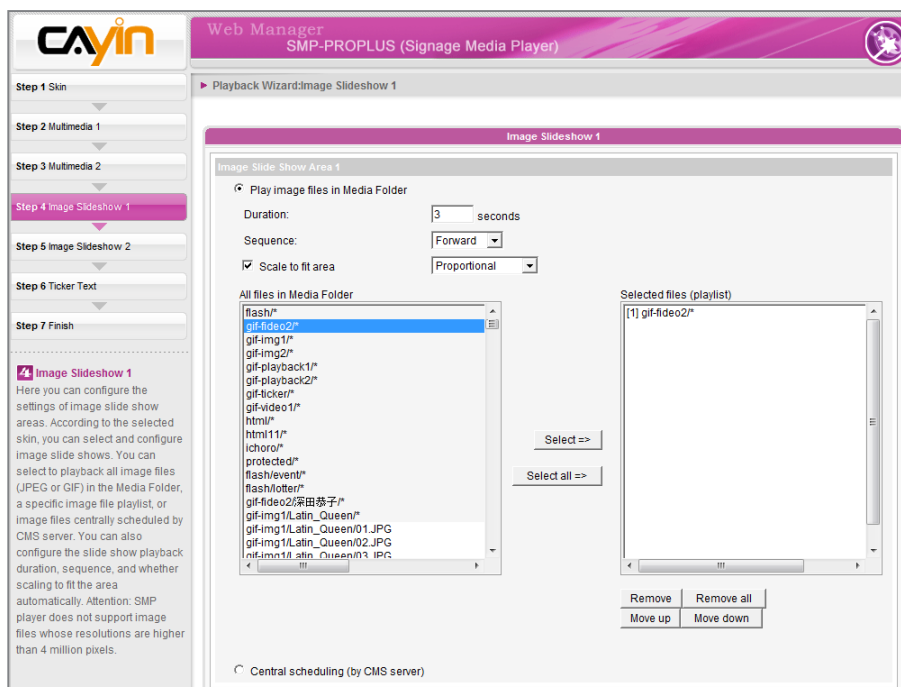 CAyin
Web Manager
SMP-PROPLUS (Signage Media Player)
Step 1 Skin
Step 2 Multimedia 1
Step 3 Multimedia 2
Step 4 Image Slideshow 1
Step 5 Image Slideshow 2
Step 6 Ticker Text
Step 7 Finish
4 Image Slideshow 1
Here you can configure the
settings of image slide show
areas. According to the selected
skin, you can select and configure
image slide shows. You can
select to playback all image files
(JPEG or GIF) in the Media Folder,
a specific image file playlist, or
image files centrally scheduled by
CMS server. You can also
configure the slide show playback
duration, sequence, and whether
scaling to fit the area
automatically. Attention: SMP
player does not support image
files whose resolutions are higher
than 4 million pixels.
Playback Wizard:Image Slideshow 1
Image Slideshow 1
Image Slide Show Area 1
Play image files in Media Folder
Duration: 3 seconds
Sequence: Forward
Scale to fit area Proportional
All files in Media Folder
flash/*
gif-fideo2/*
gif-img1/*
gif-img2/*
gif-playback1/*
gif-playback2/*
gif-ticker/*
gif-video1/*
html/*
html11/*
ichoro/*
protected/*
flash/event/*
flash/lotter/*
gif-fideo2/深田恭子/*
gif-img1/Latin_Queen/*
gif-img1/Latin_Queen/01.JPG
gif-img1/Latin_Queen/02.JPG
gif-img1/Latin_Queen/03.JPG
Select =>
Select all =>
Selected files (playlist)
[1] gif-fideo2/*
Remove Remove all
Move up Move down
Central scheduling (by CMS server)